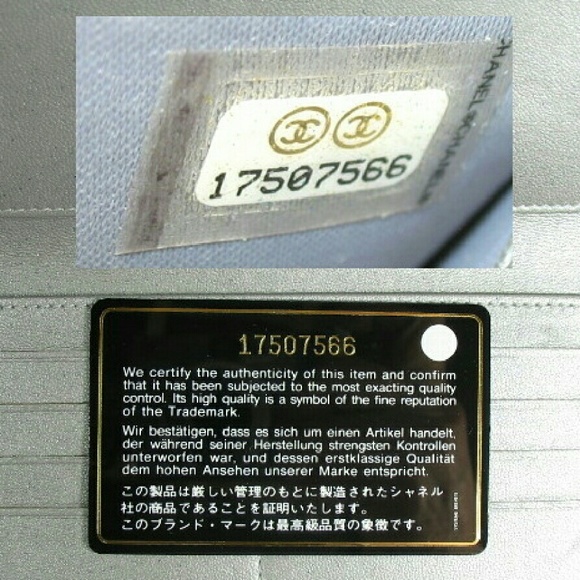 CHANEL
CHANEL
17507566
17507566
We certify the authenticity of this item and confirm
that it has been subjected to the most exacting quality
control. Its high quality is a symbol of the fine reputation
of the Trademark.
Wir bestätigen, dass es sich um einen Artikel handelt,
der während seiner Herstellung strengsten Kontrollen
unterworfen war, und dessen erstklassige Qualität
dem hohen Ansehen unserer Marke entspricht.
この製品は厳しい管理のもとに製造されたシャネル
社の商品であることを証明いたします。
このブランド・マークは最高級品質の象徴です。